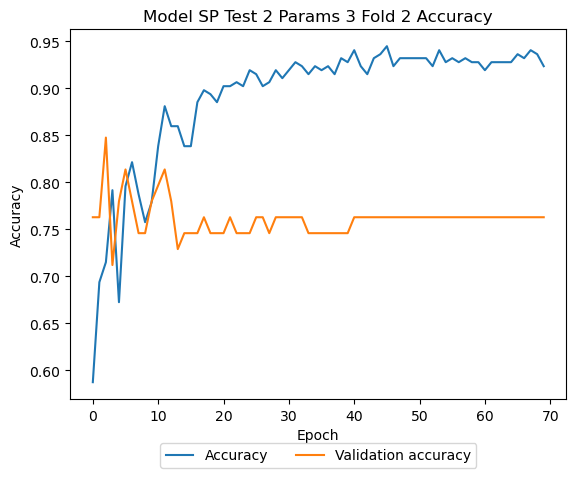 Model SP Test 2 Params 3 Fold 2 Accuracy
0.95
0.90
0.85
0.80
0.75
0.70
0.65
0.60
Accuracy
0 10 20 30 40 50 60 70
Epoch
Accuracy Validation accuracy